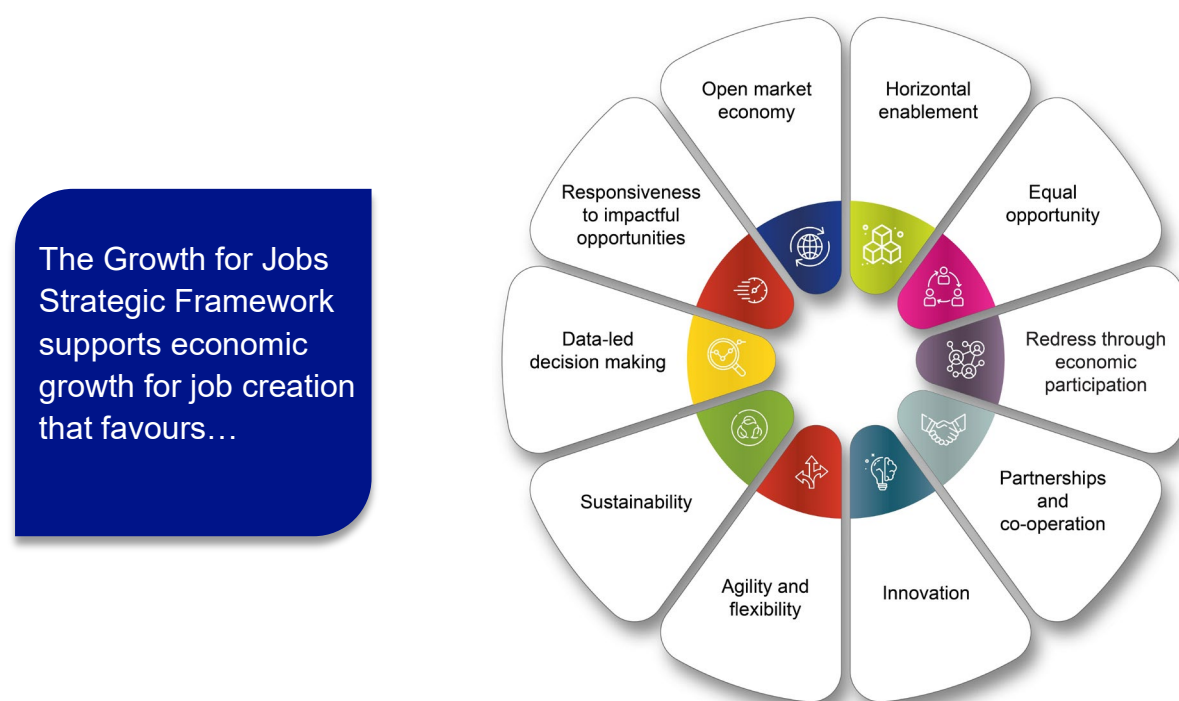 The Growth for Jobs
Strategic Framework
supports economic
growth for job creation
that favours…
Open market
economy
Horizontal
enablement
Equal
opportunity
Redress through
economic
participation
Partnerships
and
co-operation
Innovation
Agility and
flexibility
Sustainability
Data-led
decision making
Responsiveness
to impactful
opportunities